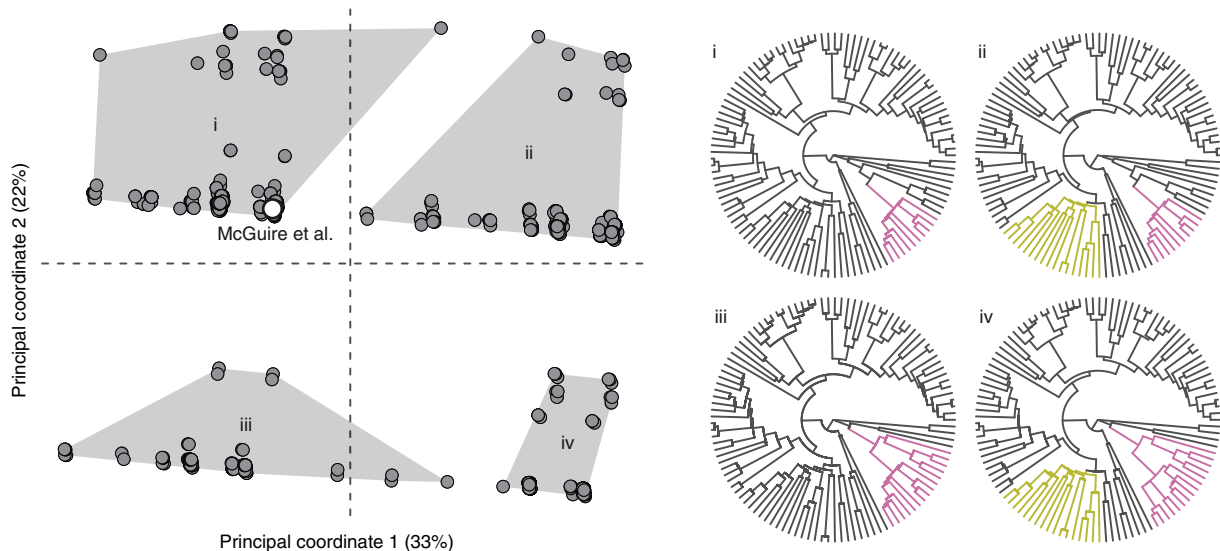 i
ii
McGuire et al.
iii
iv
Principal coordinate 2 (22%)
Principal coordinate 1 (33%)
i
ii
iii
iv